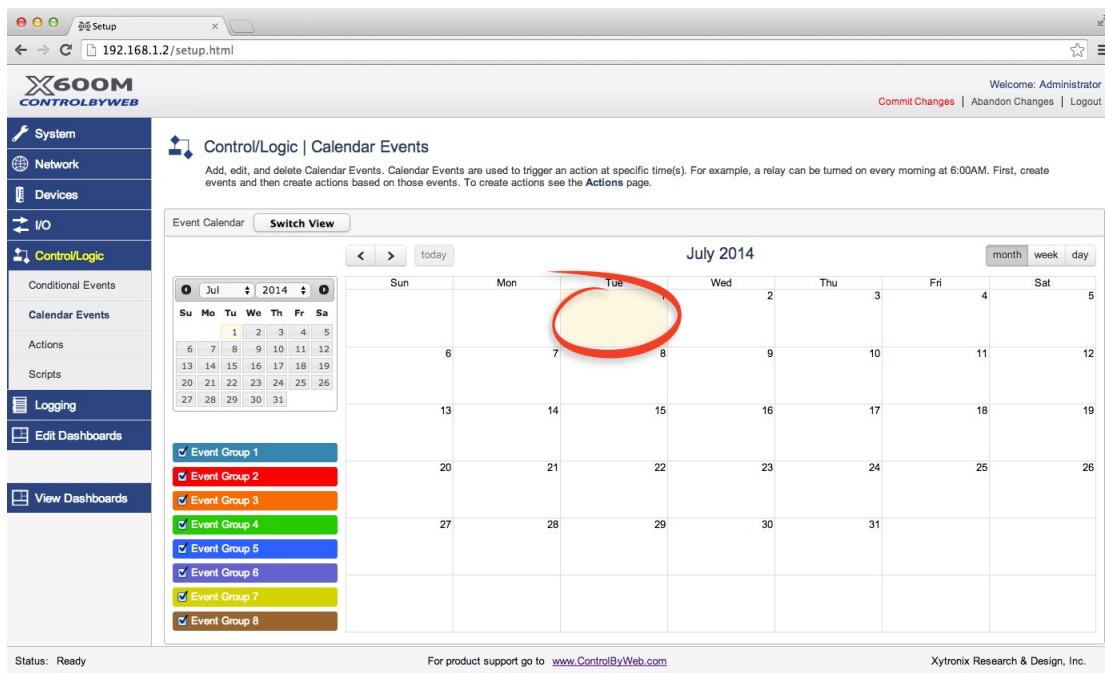 Setup
192.168.1.2/setup.html
X600M
CONTROLBYWEB
Welcome: Administrator
Commit Changes | Abandon Changes | Logout
System
Network
Devices
I/O
Control/Logic
Conditional Events
Calendar Events
Actions
Scripts
Logging
Edit Dashboards
View Dashboards
Control/Logic | Calendar Events
Add, edit, and delete Calendar Events. Calendar Events are used to trigger an action at specific time(s). For example, a relay can be turned on every morning at 6:00AM. First, create
events and then create actions based on those events. To create actions see the Actions page.
Event Calendar Switch View
Jul 2014
Su Mo Tu We Th Fr Sa
1 2 3 4 5
6 7 8 9 10 11 12
13 14 15 16 17 18 19
20 21 22 23 24 25 26
27 28 29 30 31
Event Group 1
Event Group 2
Event Group 3
Event Group 4
Event Group 5
Event Group 6
Event Group 7
Event Group 8
< > today
July 2014
month week day
Sun Mon Tue Wed Thu Fri Sat
1 2 3 4 5
6 7 8 9 10 11 12
13 14 15 16 17 18 19
20 21 22 23 24 25 26
27 28 29 30 31
Status: Ready
For product support go to www.ControlByWeb.com
Xytronix Research & Design, Inc.